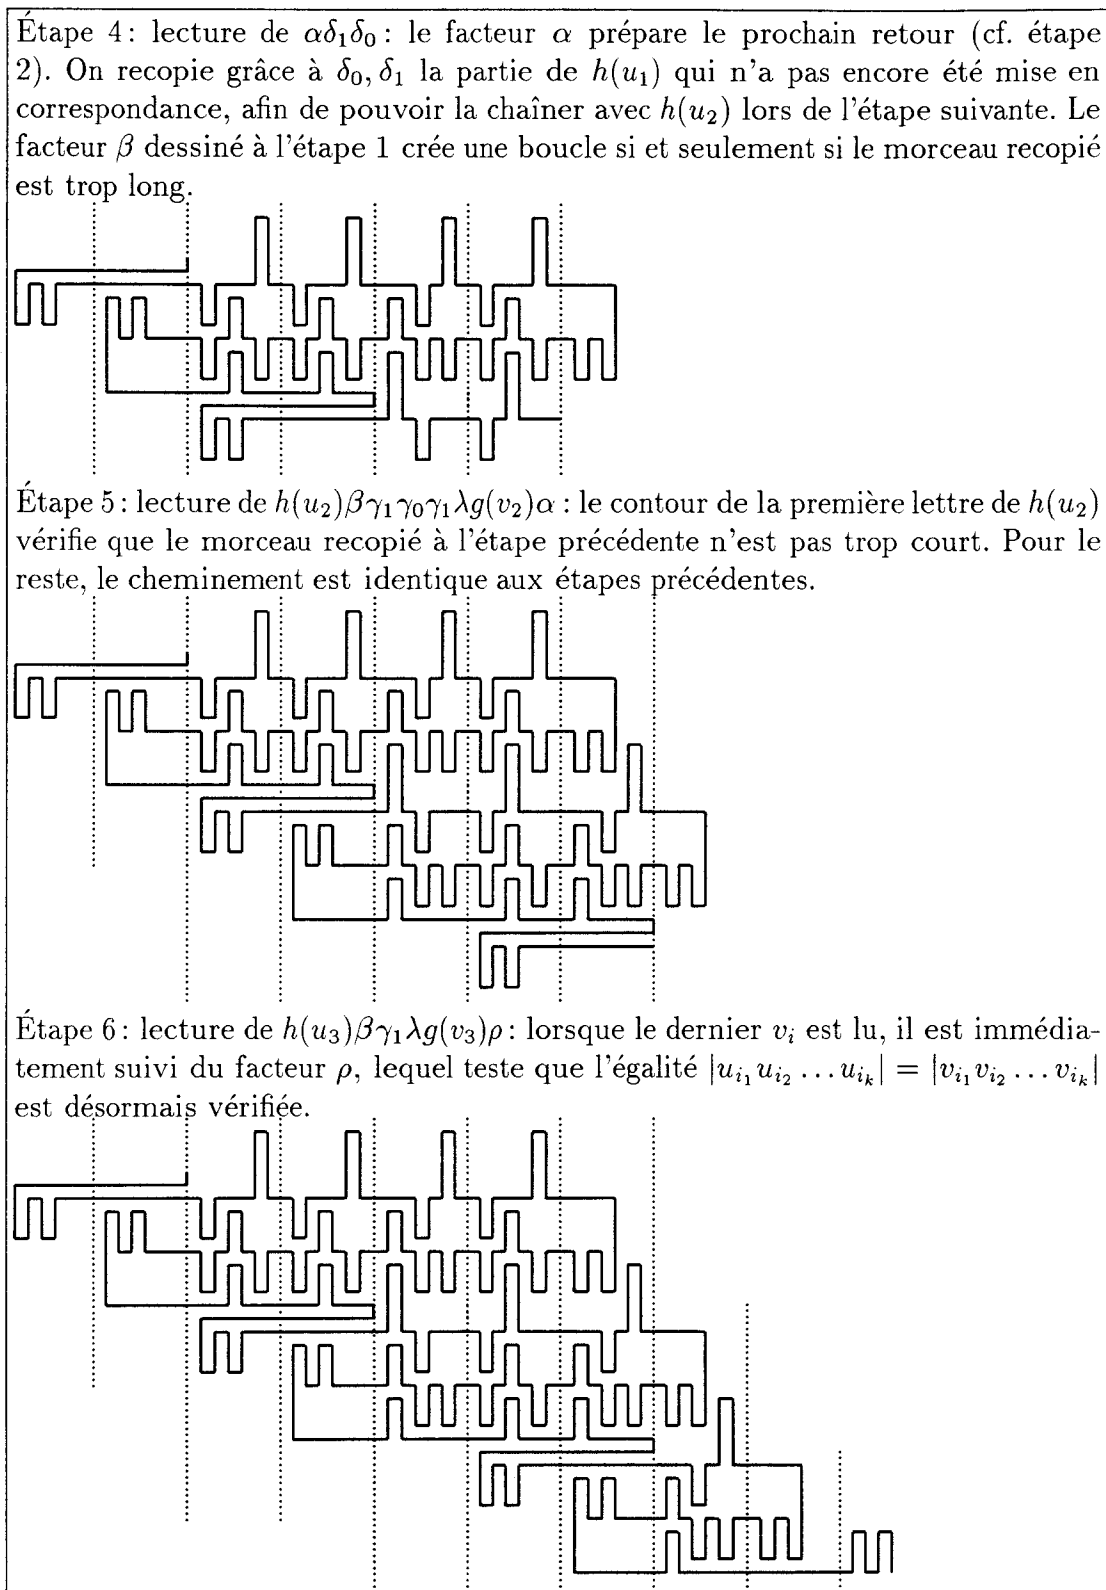 Étape 4 : lecture de αδ₁δ₀ : le facteur α prépare le prochain retour (cf. étape
2). On recopie grâce à δ₀, δ₁ la partie de h(u₁) qui n'a pas encore été mise en
correspondance, afin de pouvoir la chaîner avec h(u₂) lors de l'étape suivante. Le
facteur β dessiné à l'étape 1 crée une boucle si et seulement si le morceau recopié
est trop long.
Étape 5 : lecture de h(u₂)βγ₁γ₀γ₁λg(v₂)α : le contour de la première lettre de h(u₂)
vérifie que le morceau recopié à l'étape précédente n'est pas trop court. Pour le
reste, le cheminement est identique aux étapes précédentes.
Étape 6 : lecture de h(u₃)βγ₁λg(v₃)ρ : lorsque le dernier vᵢ est lu, il est immédia-
tement suivi du facteur ρ, lequel teste que l'égalité |u_{i₁}u_{i₂}…u_{iₖ}| = |v_{i₁}v_{i₂}…v_{iₖ}|
est désormais vérifiée.